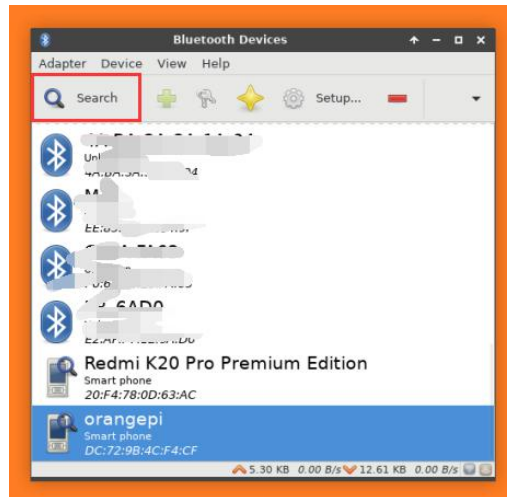 Bluetooth Devices
Adapter Device View Help
Search Setup...
Redmi K20 Pro Premium Edition
Smart phone
20:F4:78:0D:63:AC
orangepi
Smart phone
DC:72:9B:4C:F4:CF
5.30 KB 0.00 B/s 12.61 KB 0.00 B/s